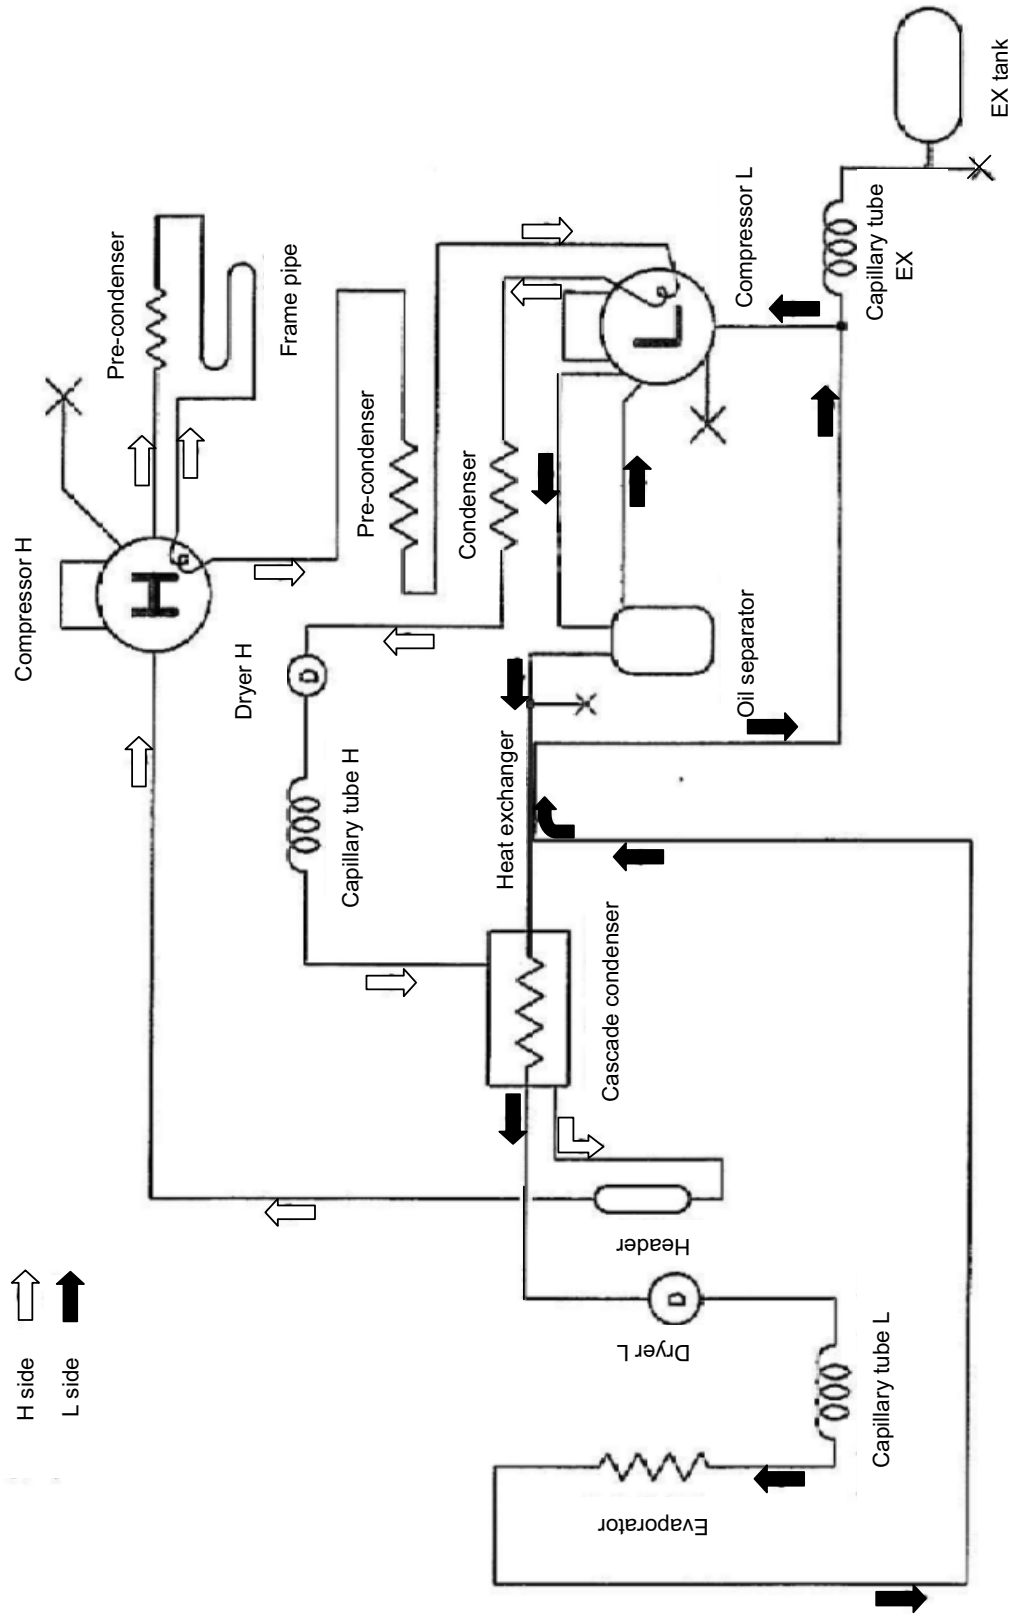 H side
L side
Compressor H
Pre-condenser
Frame pipe
H
D
Dryer H
D
Capillary tube H
Pre-condenser
Condenser
Compressor L
L
D
Capillary tube
EX
EX tank
Oil separator
Heat exchanger
Cascade condenser
Header
Dryer L
D
Capillary tube L
Evaporator